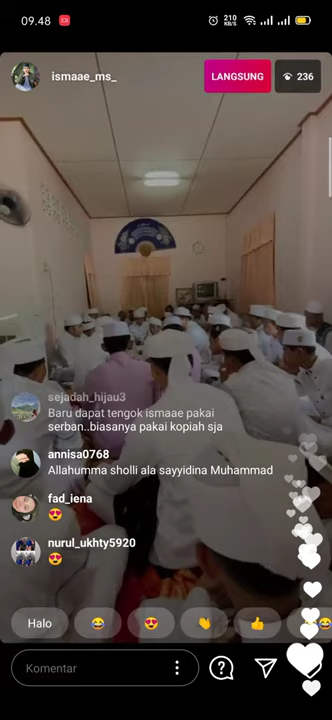 09.48
210
KB/S
ismaae_ms_
LANGSUNG
236
sejadah_hijau3
Baru dapat tengok ismaae pakai
serban..biasanya pakai kopiah sja
annisa0768
Allahumma sholli ala sayyidina Muhammad
fad_iena
😍
nurul_ukhty5920
😍
Halo
Komentar